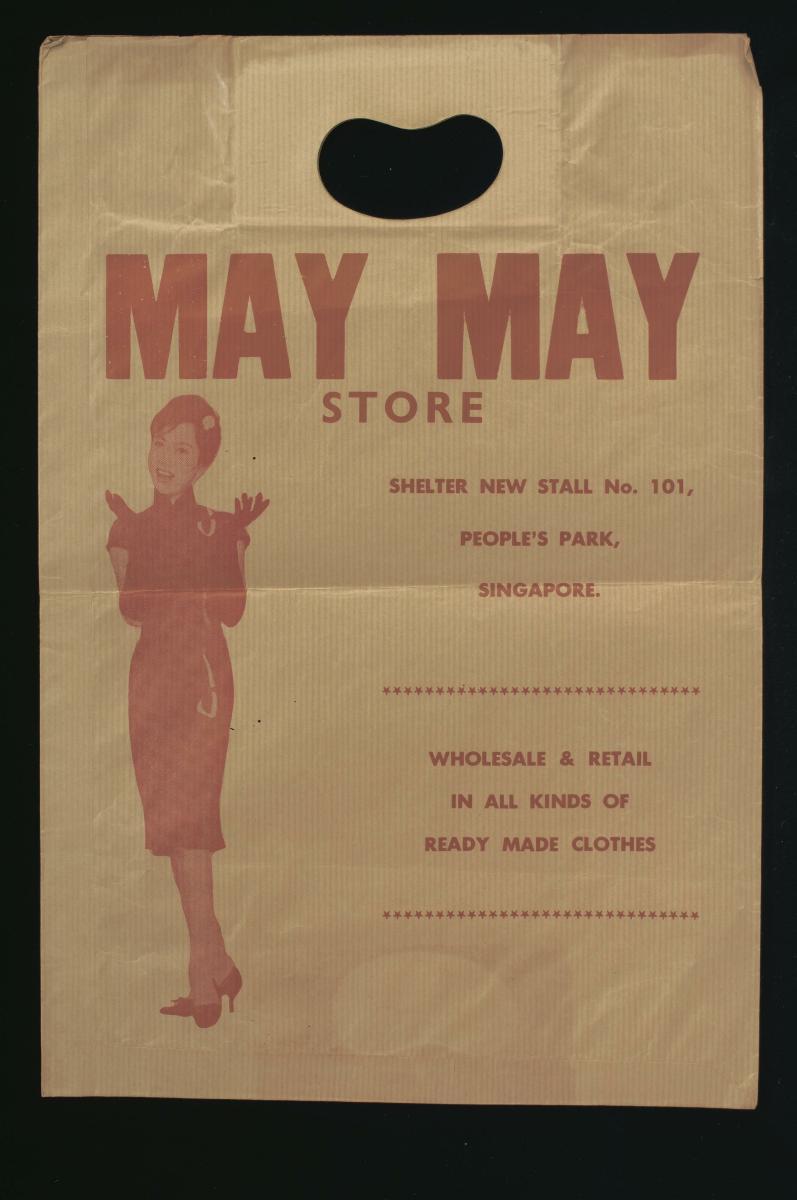 MAY MAY
STORE
SHELTER NEW STALL No. 101,
PEOPLE'S PARK,
SINGAPORE.
*****************************
WHOLESALE & RETAIL
IN ALL KINDS OF
READY MADE CLOTHES
*****************************